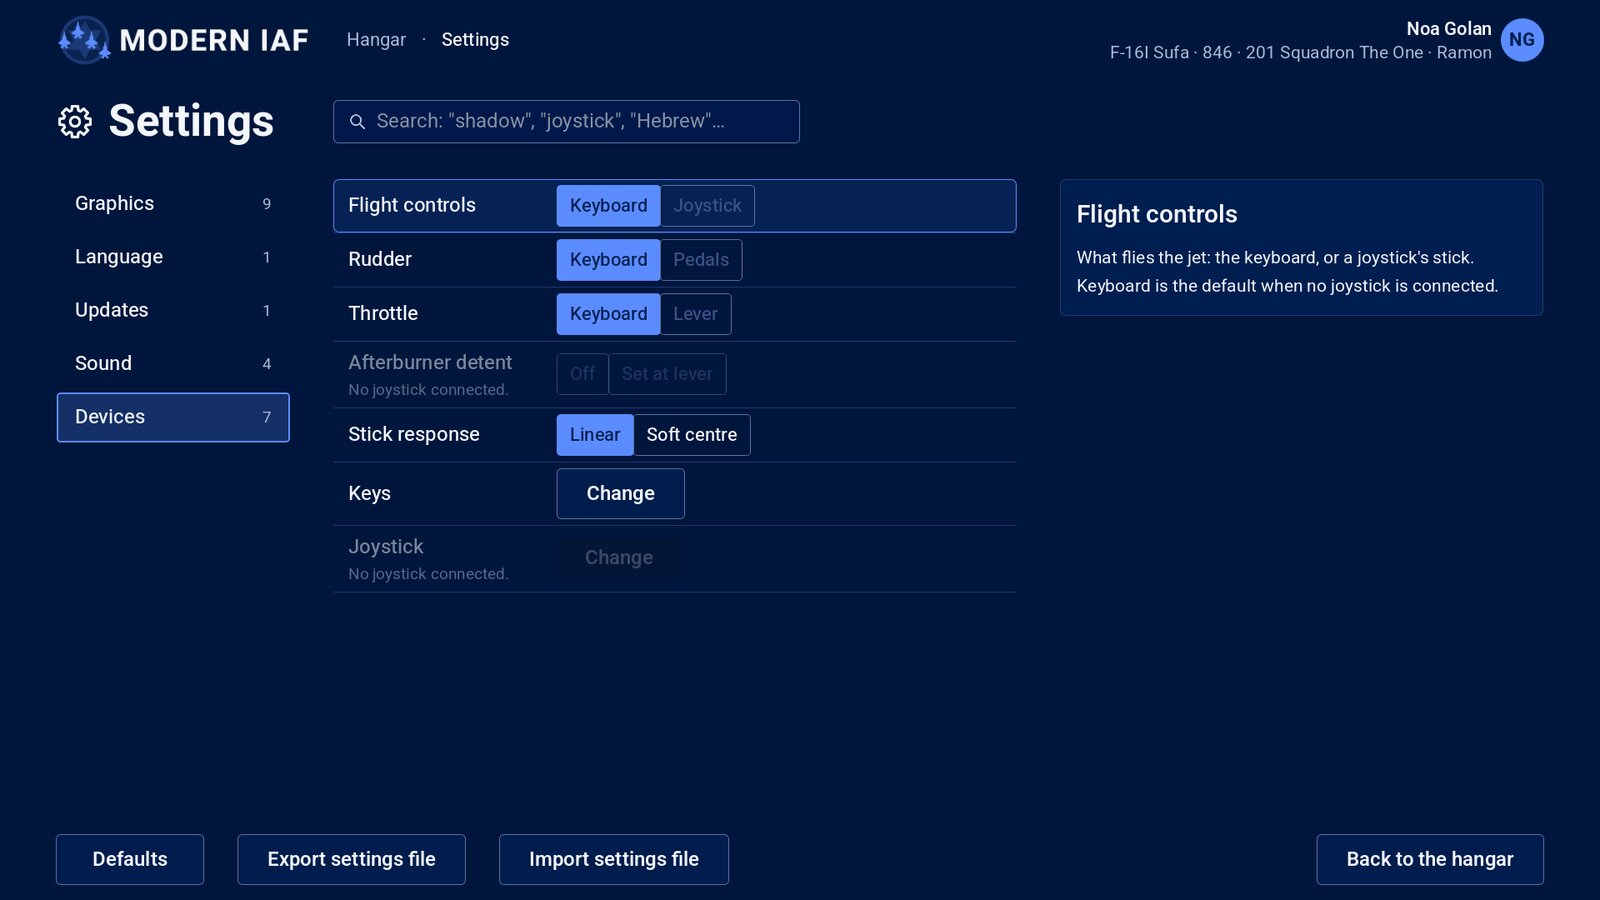 MODERN IAF
Hangar · Settings
Noa Golan
F-16I Sufa · 846 · 201 Squadron The One · Ramon
NG
Settings
Search: "shadow", "joystick", "Hebrew"...
Graphics 9
Language 1
Updates 1
Sound 4
Devices 7
Flight controls Keyboard Joystick
Rudder Keyboard Pedals
Throttle Keyboard Lever
Afterburner detent Off Set at lever
No joystick connected.
Stick response Linear Soft centre
Keys Change
Joystick Change
No joystick connected.
Flight controls
What flies the jet: the keyboard, or a joystick's stick.
Keyboard is the default when no joystick is connected.
Defaults
Export settings file
Import settings file
Back to the hangar